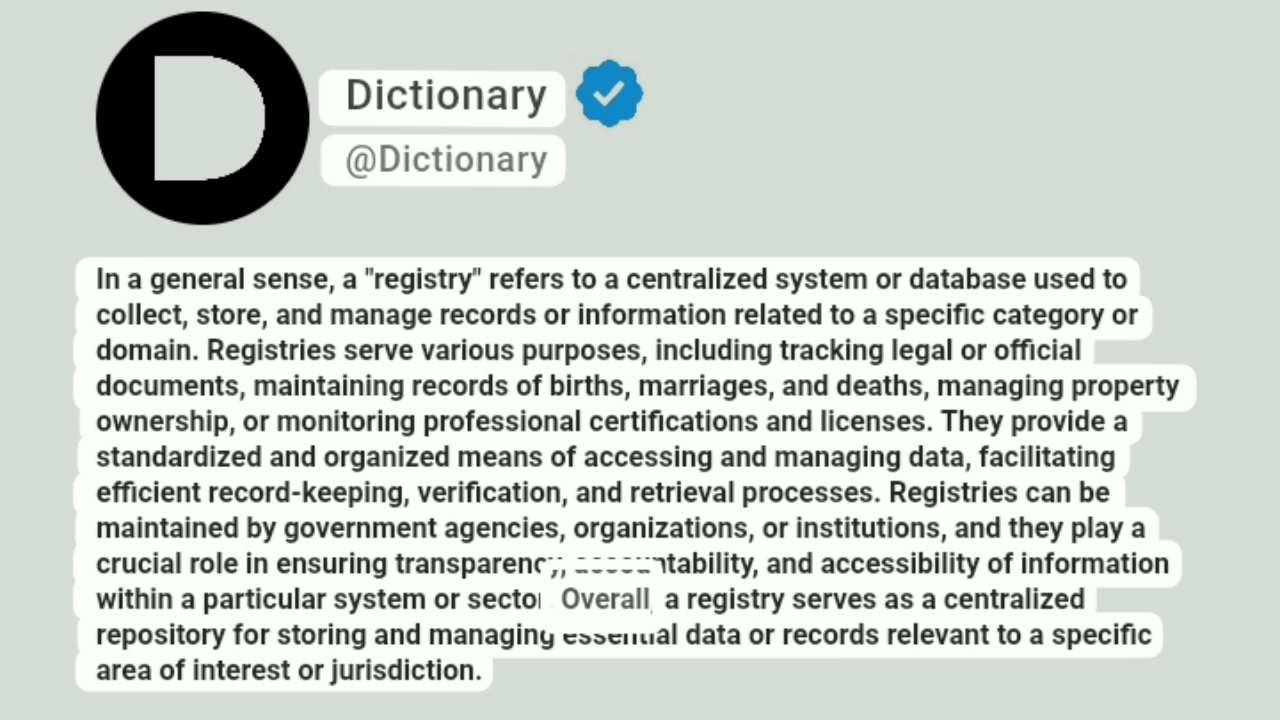 D
Dictionary
@Dictionary
In a general sense, a "registry" refers to a centralized system or database used to
collect, store, and manage records or information related to a specific category or
domain. Registries serve various purposes, including tracking legal or official
documents, maintaining records of births, marriages, and deaths, managing property
ownership, or monitoring professional certifications and licenses. They provide a
standardized and organized means of accessing and managing data, facilitating
efficient record-keeping, verification, and retrieval processes. Registries can be
maintained by government agencies, organizations, or institutions, and they play a
crucial role in ensuring transparency, accountability, and accessibility of information
within a particular system or sector. Overall, a registry serves as a centralized
repository for storing and managing essential data or records relevant to a specific
area of interest or jurisdiction.